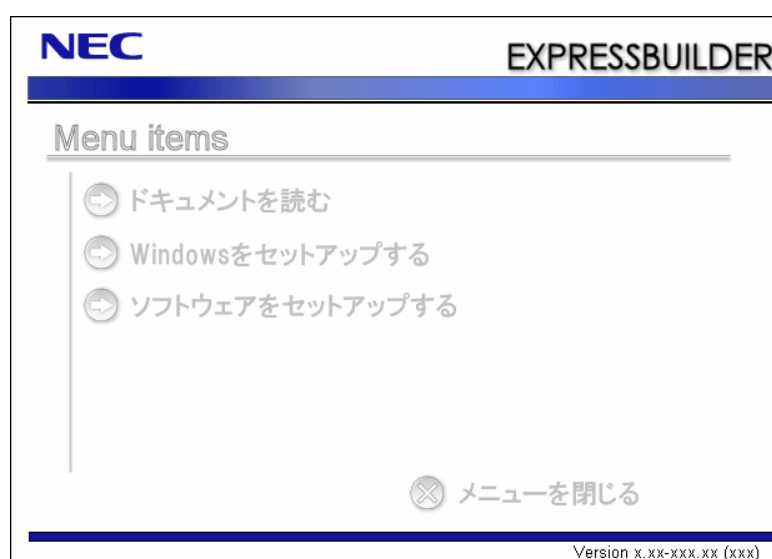 NEC
EXPRESSBUILDER
Menu items
ドキュメントを読む
Windowsをセットアップする
ソフトウェアをセットアップする
メニューを閉じる
Version x.xx-xxx.xx (xxx)